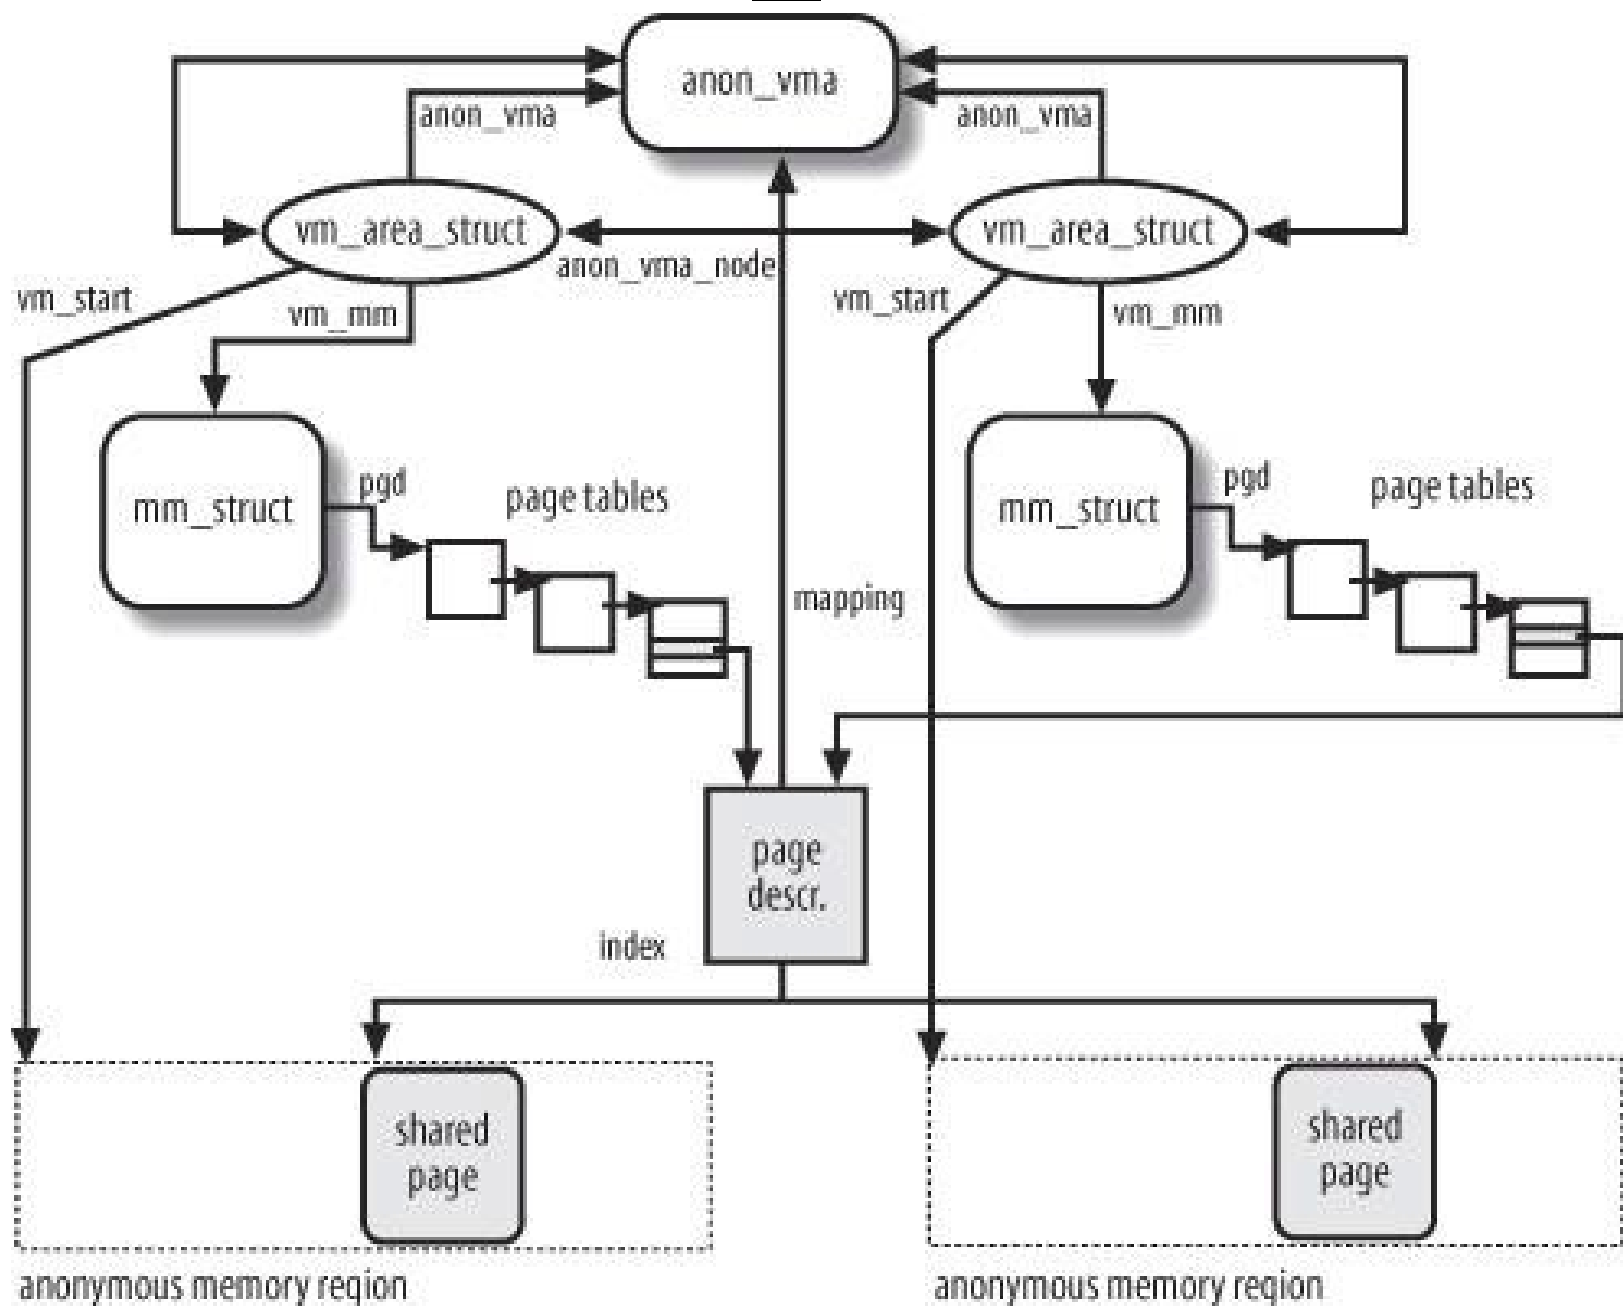 anon_vma
anon_vma
anon_vma
vm_area_struct
vm_area_struct
anon_vma_node
vm_start
vm_mm
vm_start
vm_mm
mm_struct
pgd
page tables
mm_struct
pgd
page tables
mapping
page
descr.
index
shared
page
shared
page
anonymous memory region
anonymous memory region